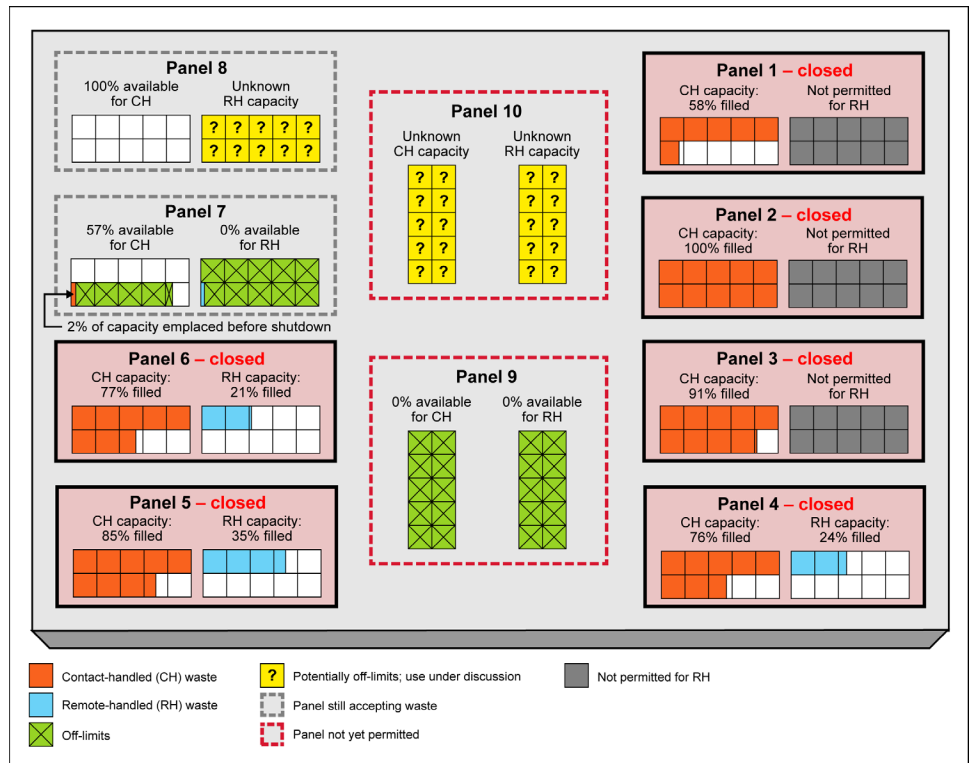 Panel 8
100% available
for CH
Unknown
RH capacity
? ? ? ? ?
? ? ? ? ?
Panel 7
57% available
for CH
0% available
for RH
2% of capacity emplaced before shutdown
Panel 6 – closed
CH capacity:
77% filled
RH capacity:
21% filled
Panel 5 – closed
CH capacity:
85% filled
RH capacity:
35% filled
Panel 10
Unknown
CH capacity
Unknown
RH capacity
? ? ? ?
? ? ? ?
? ? ? ?
? ? ? ?
? ? ? ?
Panel 9
0% available
for CH
0% available
for RH
Panel 1 – closed
CH capacity:
58% filled
Not permitted
for RH
Panel 2 – closed
CH capacity:
100% filled
Not permitted
for RH
Panel 3 – closed
CH capacity:
91% filled
Not permitted
for RH
Panel 4 – closed
CH capacity:
76% filled
RH capacity:
24% filled
Contact-handled (CH) waste
Remote-handled (RH) waste
Off-limits
? Potentially off-limits; use under discussion
Panel still accepting waste
Panel not yet permitted
Not permitted for RH